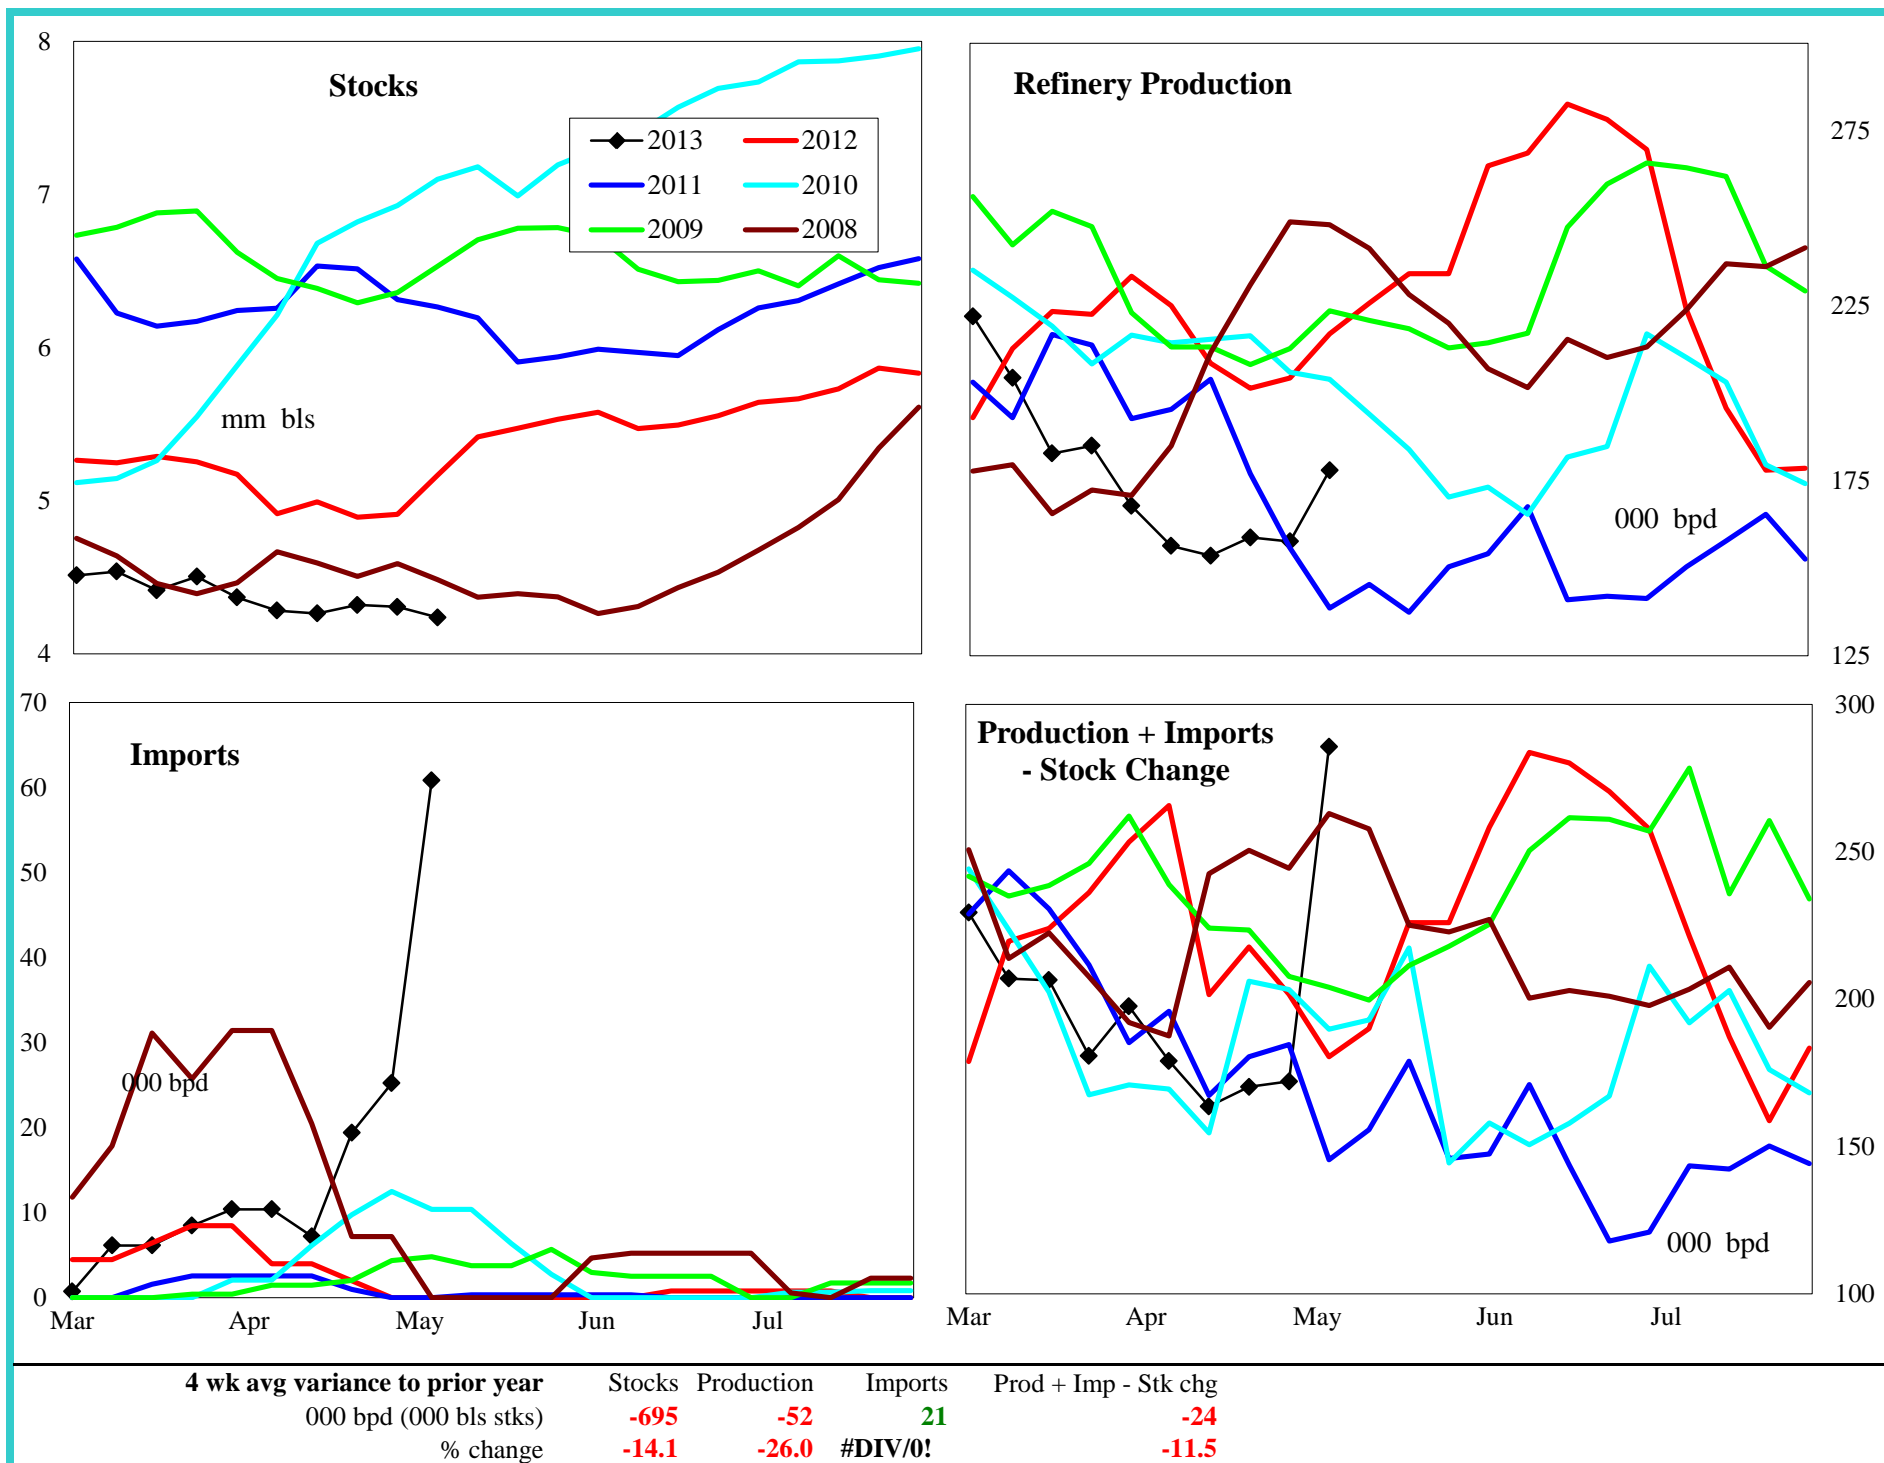 Stocks
8
7
6
5
4
mm bls
2013 2012
2011 2010
2009 2008
Refinery Production
275
225
175
125
000 bpd
Imports
70
60
50
40
30
20
10
0
000 bpd
Mar Apr May Jun Jul
Production + Imports
- Stock Change
300
250
200
150
100
000 bpd
Mar Apr May Jun Jul
4 wk avg variance to prior year Stocks Production Imports Prod + Imp - Stk chg
000 bpd (000 bls stks) -695 -52 21 -24
% change -14.1 -26.0 #DIV/0! -11.5